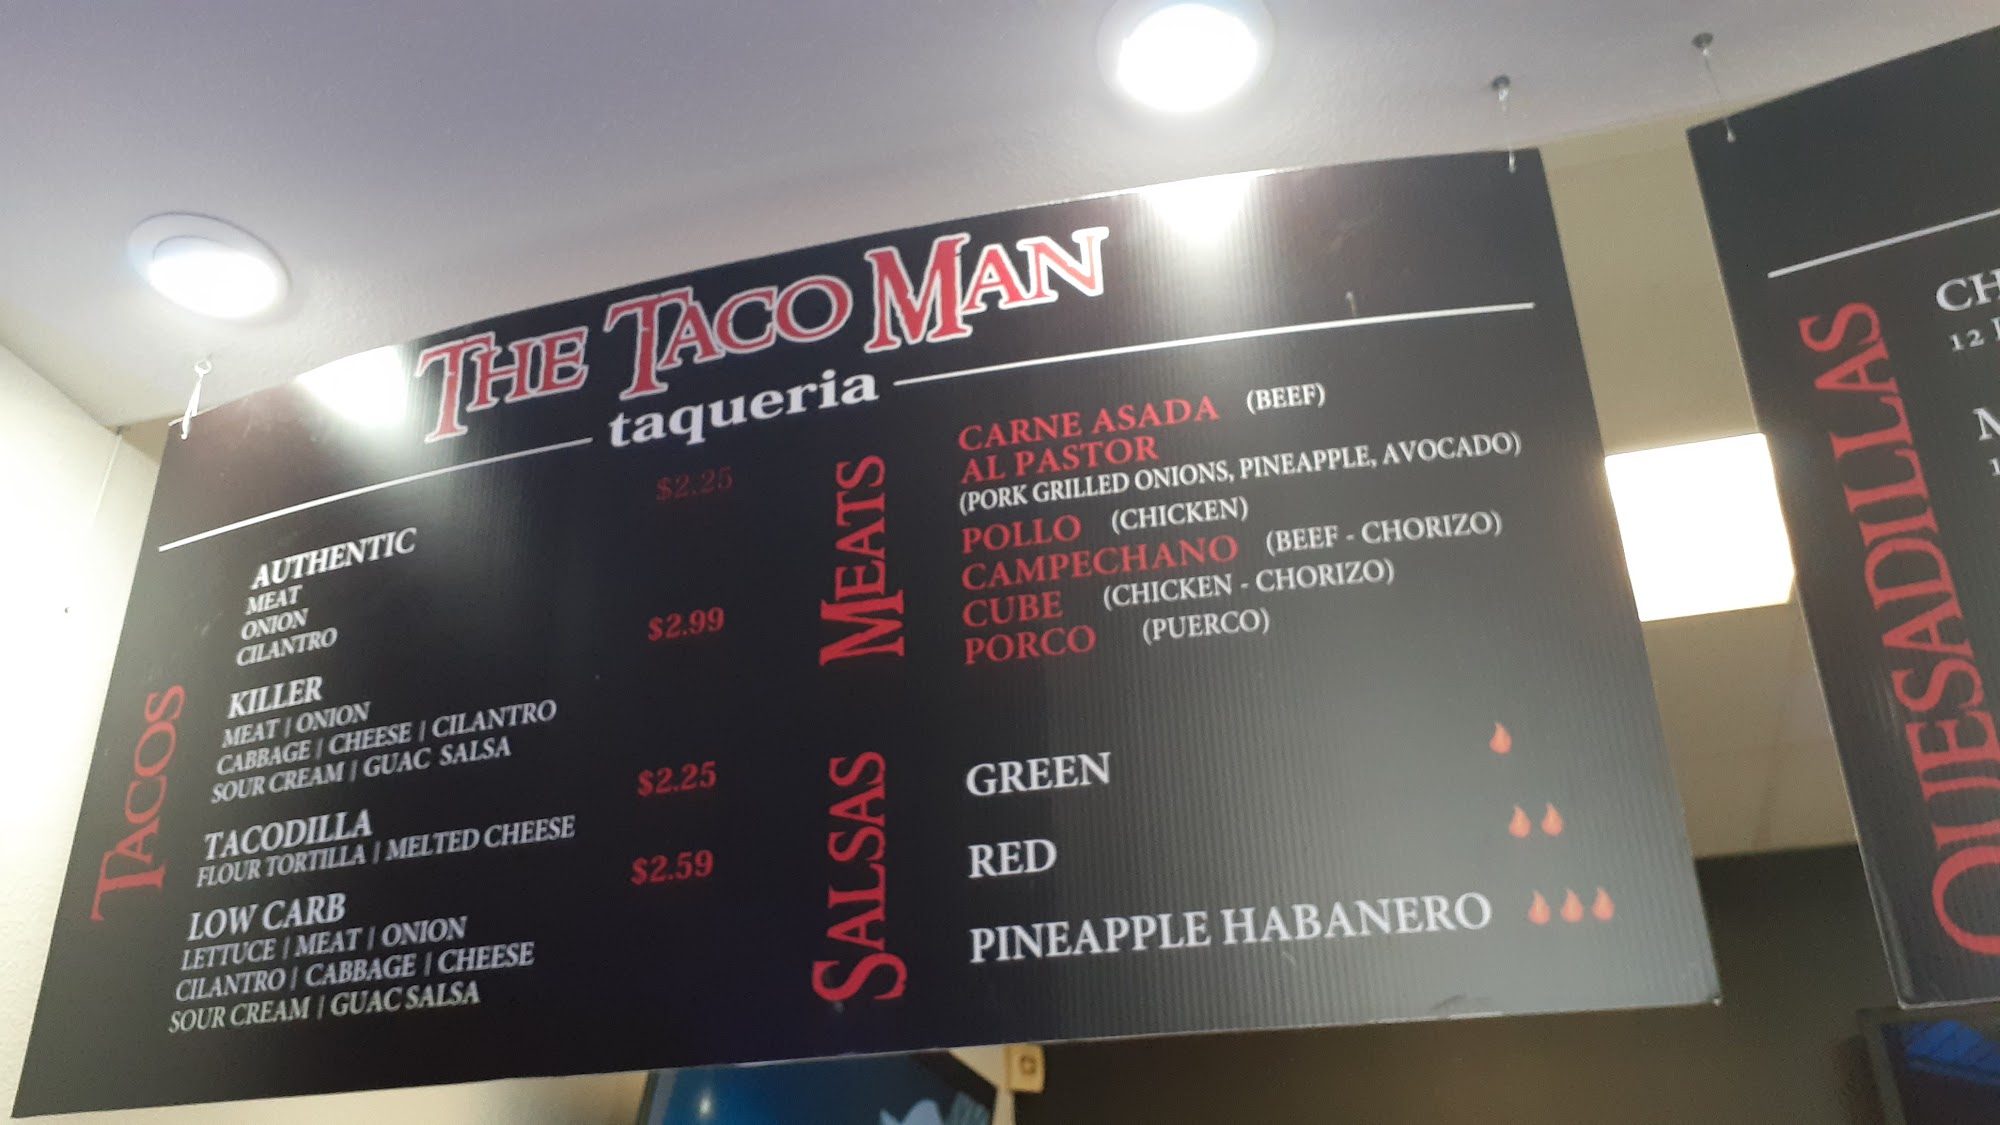 THE TACO MAN
taqueria
TACOS
AUTHENTIC $2.25
MEAT
ONION
CILANTRO
KILLER $2.99
MEAT | ONION
CABBAGE | CHEESE | CILANTRO
SOUR CREAM | GUAC SALSA
TACODILLA $2.25
FLOUR TORTILLA | MELTED CHEESE
LOW CARB $2.59
LETTUCE | MEAT | ONION
CILANTRO | CABBAGE | CHEESE
SOUR CREAM | GUAC SALSA
MEATS
CARNE ASADA (BEEF)
AL PASTOR
(PORK GRILLED ONIONS, PINEAPPLE, AVOCADO)
POLLO (CHICKEN)
CAMPECHANO (BEEF - CHORIZO)
CUBE (CHICKEN - CHORIZO)
PORCO (PUERCO)
SALSAS
GREEN
RED
PINEAPPLE HABANERO
QUESADILLAS
CH
12